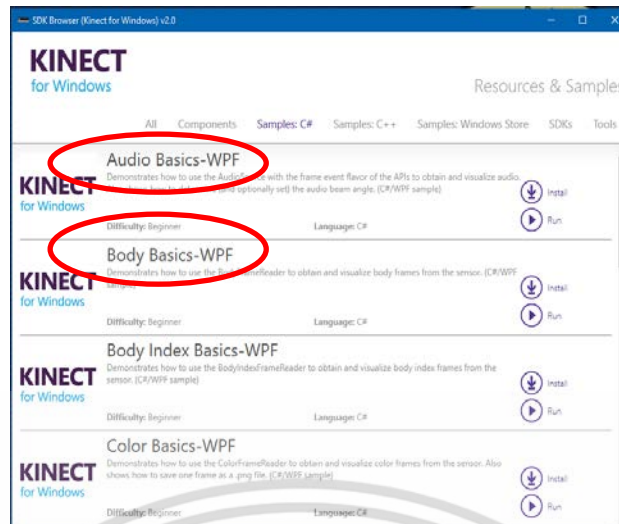 SDK Browser (Kinect for Windows) v2.0
KINECT
for Windows
Resources & Sample
All Components Samples: C# Samples: C++ Samples: Windows Store SDKs Tools
Audio Basics-WPF
KINECT
for Windows
Demonstrates how to use the with the frame event flavor of the APIs to obtain and visualize audio.
optionally set) the audio beam angle. (C#/WPF sample)
Install
Run
Difficulty: Beginner Language: C#
Body Basics-WPF
KINECT
for Windows
Demonstrates how to use the BodyFrameReader to obtain and visualize body frames from the sensor. (C#/WPF
Install
Run
Difficulty: Beginner Language: C#
Body Index Basics-WPF
KINECT
for Windows
Demonstrates how to use the BodyIndexFrameReader to obtain and visualize body index frames from the
sensor. (C#/WPF sample)
Install
Run
Difficulty: Beginner Language: C#
Color Basics-WPF
KINECT
for Windows
Demonstrates how to use the ColorFrameReader to obtain and visualize color frames from the sensor. Also
shows how to save one frame as a .png file. (C#/WPF sample)
Install
Run
Difficulty: Beginner Language: C#